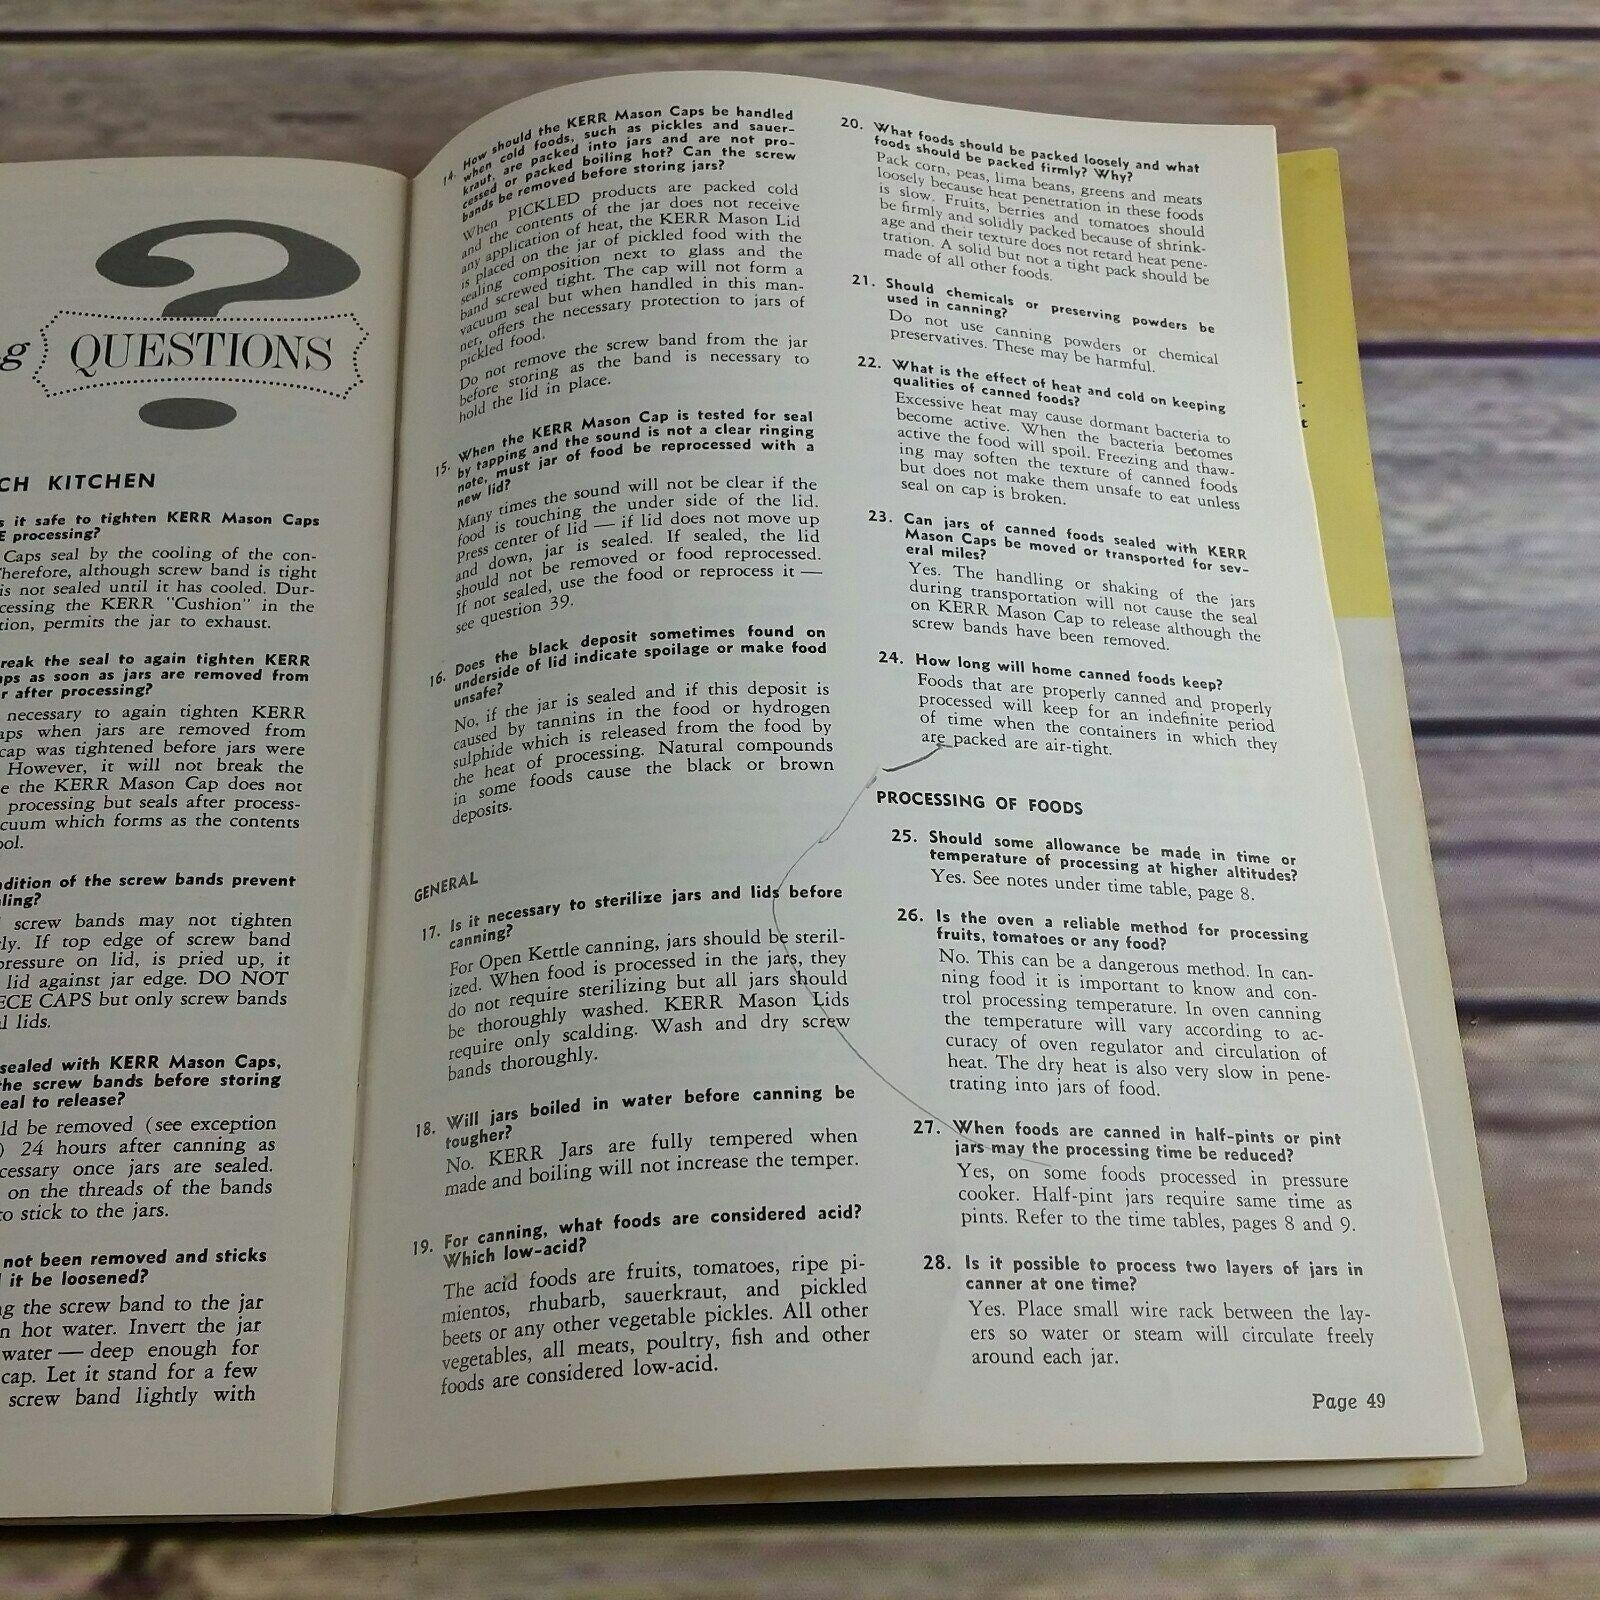 g QUESTIONS
CH KITCHEN
s it safe to tighten KERR Mason Caps
E processing?
Caps seal by the cooling of the con-
herefore, although screw band is tight
is not sealed until it has cooled. Dur-
cessing the KERR "Cushion" in the
tion, permits the jar to exhaust.
reak the seal to again tighten KERR
aps as soon as jars are removed from
r after processing?
necessary to again tighten KERR
aps when jars are removed from
cap was tightened before jars were
However, it will not break the
e the KERR Mason Cap does not
processing but seals after process-
cuum which forms as the contents
ool.
ndition of the screw bands prevent
ling?
screw bands may not tighten
ly. If top edge of screw band
pressure on lid, is pried up, it
lid against jar edge. DO NOT
ECE CAPS but only screw bands
l lids.
sealed with KERR Mason Caps,
the screw bands before storing
eal to release?
ld be removed (see exception
) 24 hours after canning as
cessary once jars are sealed.
on the threads of the bands
to stick to the jars.
not been removed and sticks
it be loosened?
ng the screw band to the jar
n hot water. Invert the jar
water — deep enough for
cap. Let it stand for a few
screw band lightly with
14. How should the KERR Mason Caps be handled
when cold foods, such as pickles and sauer-
kraut, are packed into jars and are not pro-
cessed or packed boiling hot? Can the screw
bands be removed before storing jars?
When PICKLED products are packed cold
and the contents of the jar does not receive
any application of heat, the KERR Mason Lid
is placed on the jar of pickled food with the
sealing composition next to glass and the
band screwed tight. The cap will not form a
vacuum seal but when handled in this man-
ner, offers the necessary protection to jars of
pickled food.
Do not remove the screw band from the jar
before storing as the band is necessary to
hold the lid in place.
15. When the KERR Mason Cap is tested for seal
by tapping and the sound is not a clear ringing
note, must jar of food be reprocessed with a
new lid?
Many times the sound will not be clear if the
food is touching the under side of the lid.
Press center of lid — if lid does not move up
and down, jar is sealed. If sealed, the lid
should not be removed or food reprocessed.
If not sealed, use the food or reprocess it —
see question 39.
16. Does the black deposit sometimes found on
underside of lid indicate spoilage or make food
unsafe?
No, if the jar is sealed and if this deposit is
caused by tannins in the food or hydrogen
sulphide which is released from the food by
the heat of processing. Natural compounds
in some foods cause the black or brown
deposits.
GENERAL
17. Is it necessary to sterilize jars and lids before
canning?
For Open Kettle canning, jars should be steril-
ized. When food is processed in the jars, they
do not require sterilizing but all jars should
be thoroughly washed. KERR Mason Lids
require only scalding. Wash and dry screw
bands thoroughly.
18. Will jars boiled in water before canning be
tougher?
No. KERR Jars are fully tempered when
made and boiling will not increase the temper.
19. For canning, what foods are considered acid?
Which low-acid?
The acid foods are fruits, tomatoes, ripe pi-
mientos, rhubarb, sauerkraut, and pickled
beets or any other vegetable pickles. All other
vegetables, all meats, poultry, fish and other
foods are considered low-acid.
20. What foods should be packed loosely and what
foods should be packed firmly? Why?
Pack corn, peas, lima beans, greens and meats
loosely because heat penetration in these foods
is slow. Fruits, berries and tomatoes should
be firmly and solidly packed because of shrink-
age and their texture does not retard heat pene-
tration. A solid but not a tight pack should be
made of all other foods.
21. Should chemicals or preserving powders be
used in canning?
Do not use canning powders or chemical
preservatives. These may be harmful.
22. What is the effect of heat and cold on keeping
qualities of canned foods?
Excessive heat may cause dormant bacteria to
become active. When the bacteria becomes
active the food will spoil. Freezing and thaw-
ing may soften the texture of canned foods
but does not make them unsafe to eat unless
seal on cap is broken.
23. Can jars of canned foods sealed with KERR
Mason Caps be moved or transported for sev-
eral miles?
Yes. The handling or shaking of the jars
during transportation will not cause the seal
on KERR Mason Cap to release although the
screw bands have been removed.
24. How long will home canned foods keep?
Foods that are properly canned and properly
processed will keep for an indefinite period
of time when the containers in which they
are packed are air-tight.
PROCESSING OF FOODS
25. Should some allowance be made in time or
temperature of processing at higher altitudes?
Yes. See notes under time table, page 8.
26. Is the oven a reliable method for processing
fruits, tomatoes or any food?
No. This can be a dangerous method. In can-
ning food it is important to know and con-
trol processing temperature. In oven canning
the temperature will vary according to ac-
curacy of oven regulator and circulation of
heat. The dry heat is also very slow in pene-
trating into jars of food.
27. When foods are canned in half-pints or pint
jars may the processing time be reduced?
Yes, on some foods processed in pressure
cooker. Half-pint jars require same time as
pints. Refer to the time tables, pages 8 and 9.
28. Is it possible to process two layers of jars in
canner at one time?
Yes. Place small wire rack between the lay-
ers so water or steam will circulate freely
around each jar.
Page 49